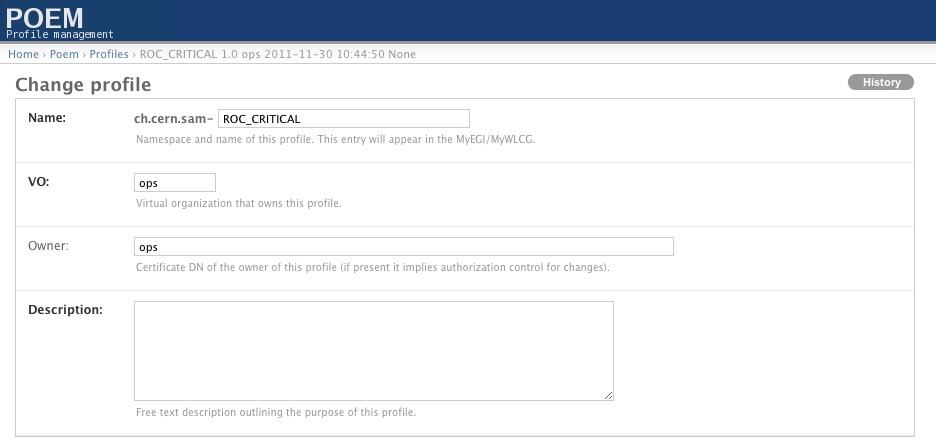 POEM
Profile management
Home › Poem › Profiles › ROC_CRITICAL 1.0 ops 2011-11-30 10:44:50 None
Change profile
History
Name: ch.cern.sam- ROC_CRITICAL
Namespace and name of this profile. This entry will appear in the MyEGI/MyWLCG.
VO: ops
Virtual organization that owns this profile.
Owner: ops
Certificate DN of the owner of this profile (if present it implies authorization control for changes).
Description:
Free text description outlining the purpose of this profile.